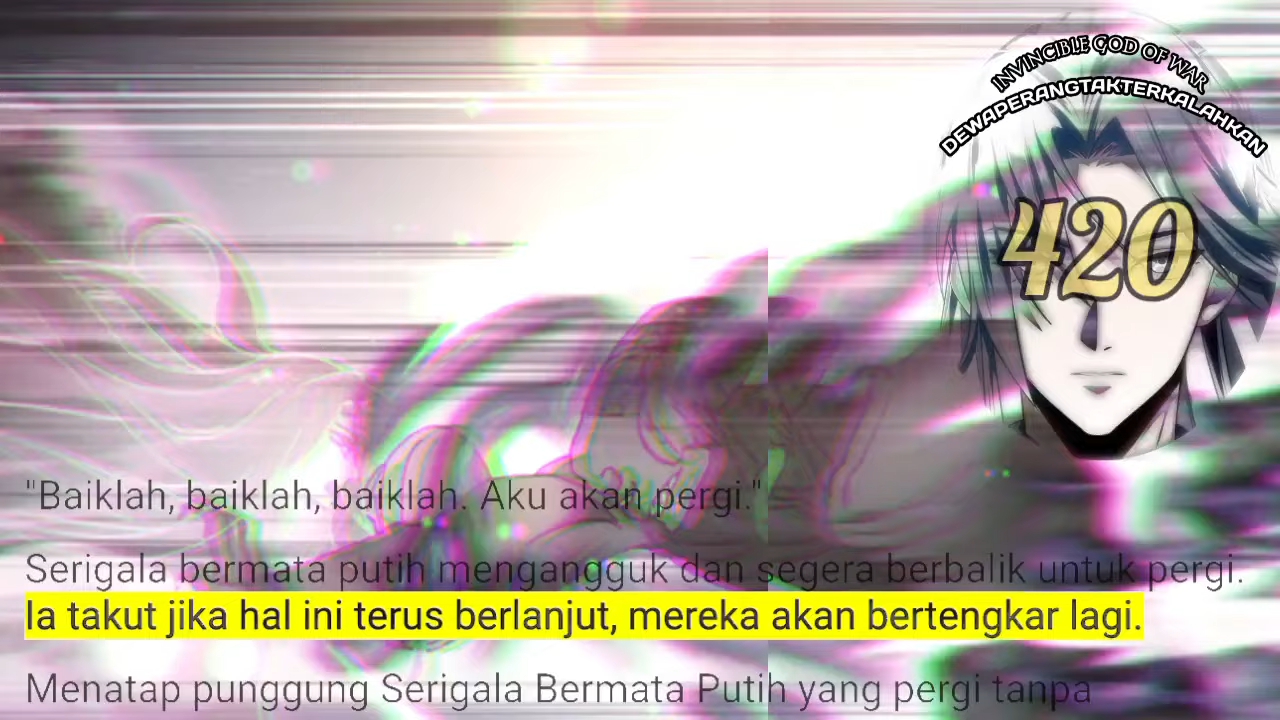 INVINCIBLE GOD OF WAR
DEWAPERANGTAKTERKALAHKAN
420
"Baiklah, baiklah, baiklah. Aku akan pergi."
Serigala bermata putih mengangguk dan segera berbalik untuk pergi.
Ia takut jika hal ini terus berlanjut, mereka akan bertengkar lagi.
Menatap punggung Serigala Bermata Putih yang pergi tanpa